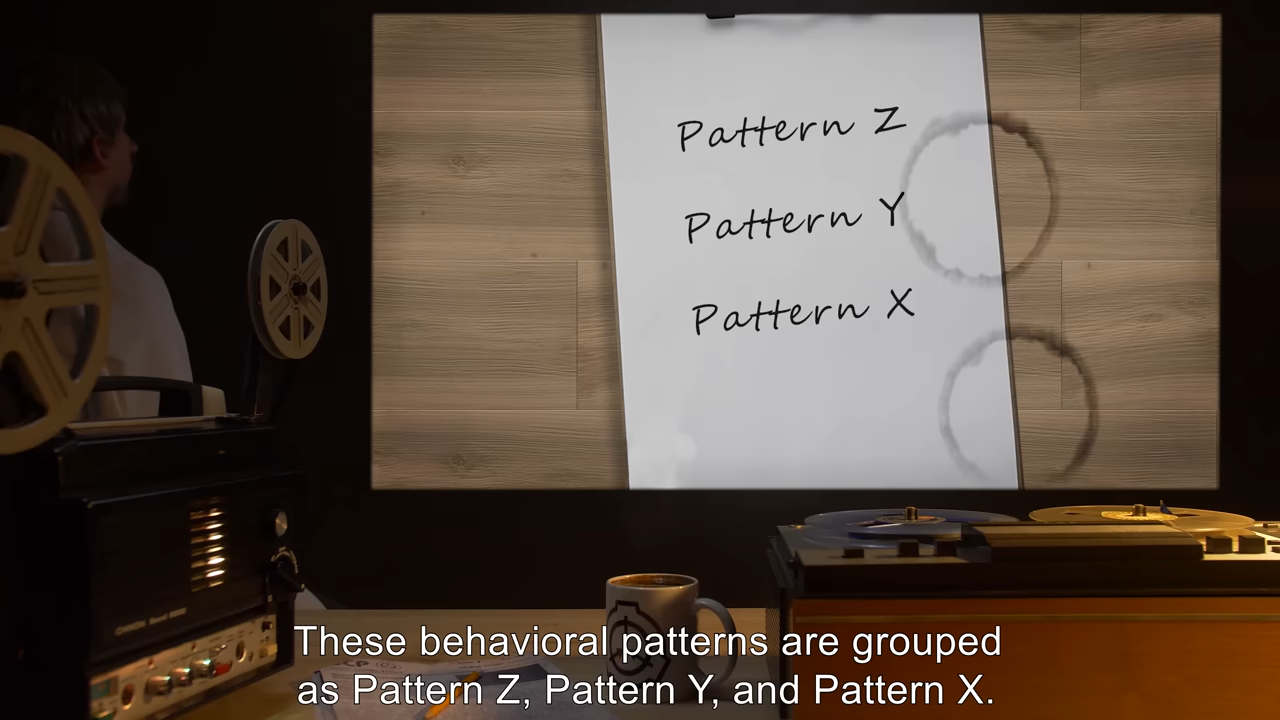 Pattern Z
Pattern Y
Pattern X
These behavioral patterns are grouped
as Pattern Z, Pattern Y, and Pattern X.